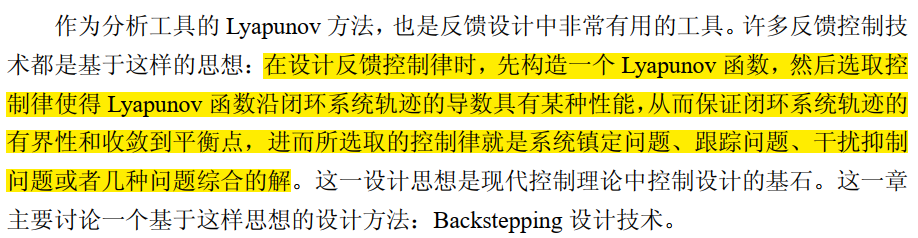 作为分析工具的 Lyapunov 方法，也是反馈设计中非常有用的工具。许多反馈控制技
术都是基于这样的思想：在设计反馈控制律时，先构造一个 Lyapunov 函数，然后选取控
制律使得 Lyapunov 函数沿闭环系统轨迹的导数具有某种性能，从而保证闭环系统轨迹的
有界性和收敛到平衡点，进而所选取的控制律就是系统镇定问题、跟踪问题、干扰抑制
问题或者几种问题综合的解。这一设计思想是现代控制理论中控制设计的基石。这一章
主要讨论一个基于这样思想的设计方法：Backstepping 设计技术。